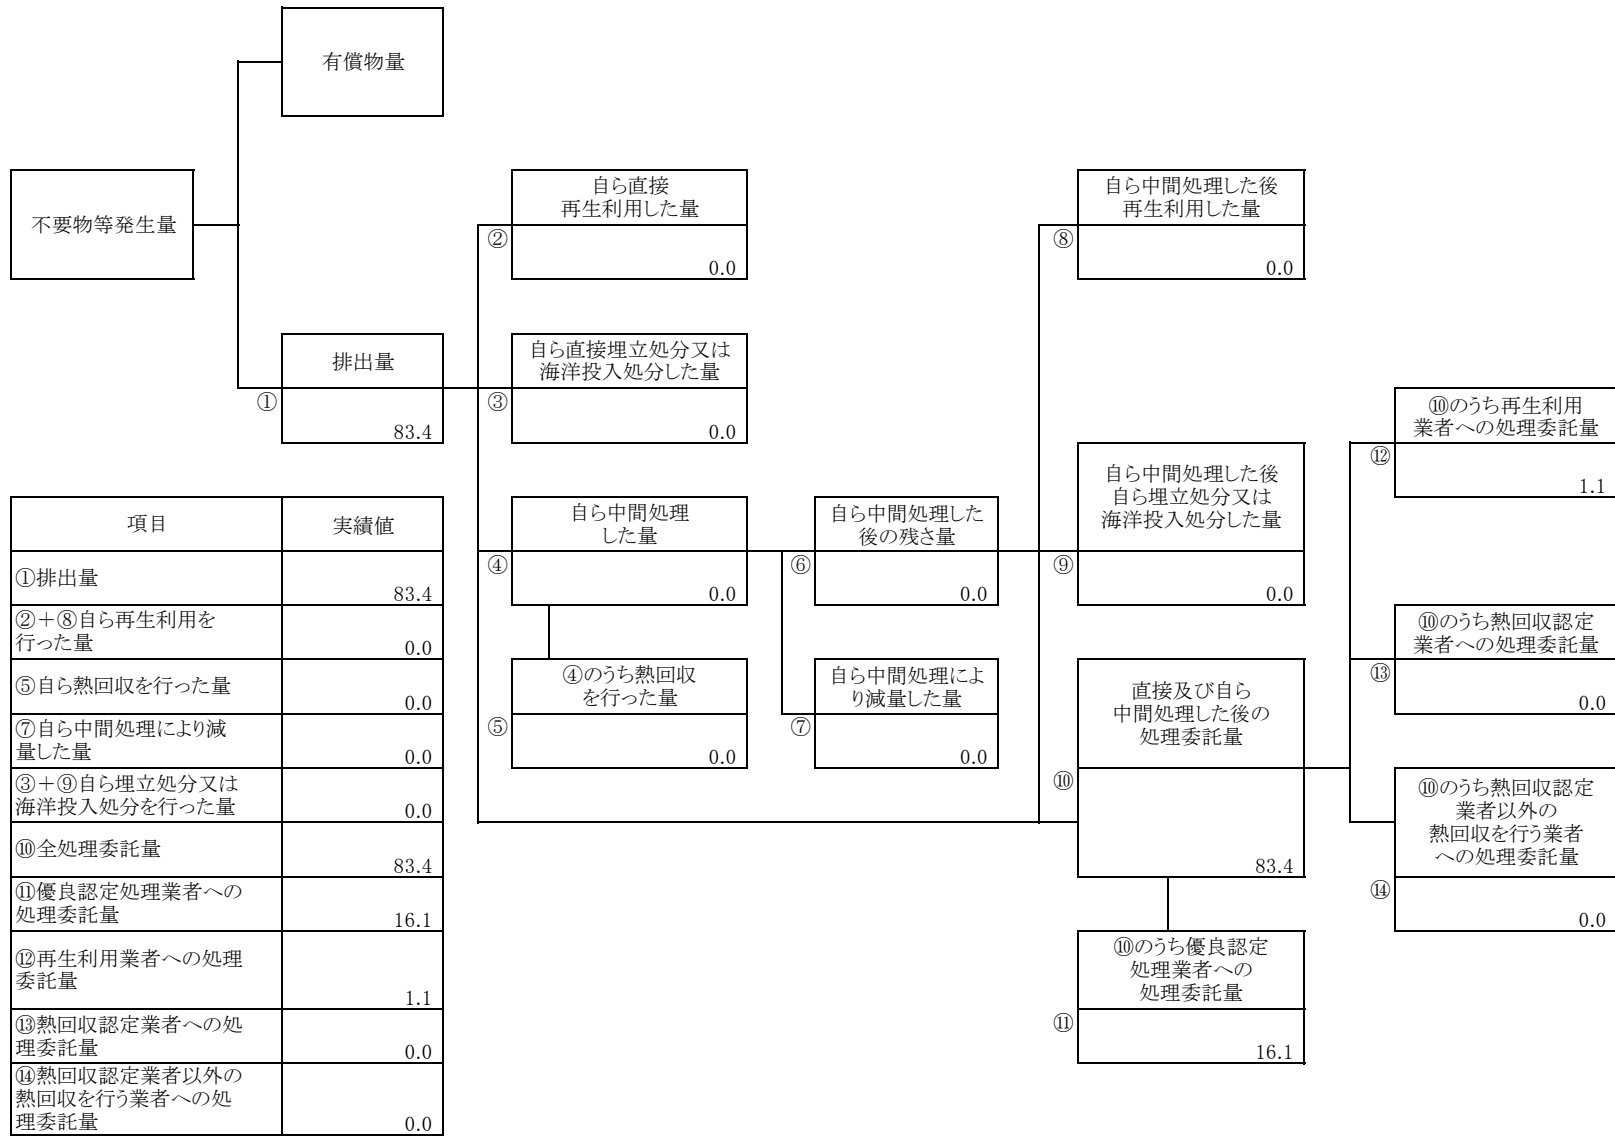 有償物量
不要物等発生量
自ら直接
再生利用した量
②
0.0
自ら中間処理した後
再生利用した量
⑧
0.0
排出量
①
83.4
自ら直接埋立処分又は
海洋投入処分した量
③
0.0
⑩のうち再生利用
業者への処理委託量
⑫
1.1
自ら中間処理
した量
④
0.0
自ら中間処理した
後の残さ量
⑥
0.0
自ら中間処理した後
自ら埋立処分又は
海洋投入処分した量
⑨
0.0
⑩のうち熱回収認定
業者への処理委託量
⑬
0.0
④のうち熱回収
を行った量
⑤
0.0
自ら中間処理によ
り減量した量
⑦
0.0
直接及び自ら
中間処理した後の
処理委託量
⑩
83.4
⑩のうち熱回収認定
業者以外の
熱回収を行う業者
への処理委託量
⑭
0.0
⑩のうち優良認定
処理業者への
処理委託量
⑪
16.1
項目 実績値
①排出量
83.4
②＋⑧自ら再生利用を
行った量
0.0
⑤自ら熱回収を行った量
0.0
⑦自ら中間処理により減
量した量
0.0
③＋⑨自ら埋立処分又は
海洋投入処分を行った量
0.0
⑩全処理委託量
83.4
⑪優良認定処理業者への
処理委託量
16.1
⑫再生利用業者への処理
委託量
1.1
⑬熱回収認定業者への処
理委託量
0.0
⑭熱回収認定業者以外の
熱回収を行う業者への処
理委託量
0.0